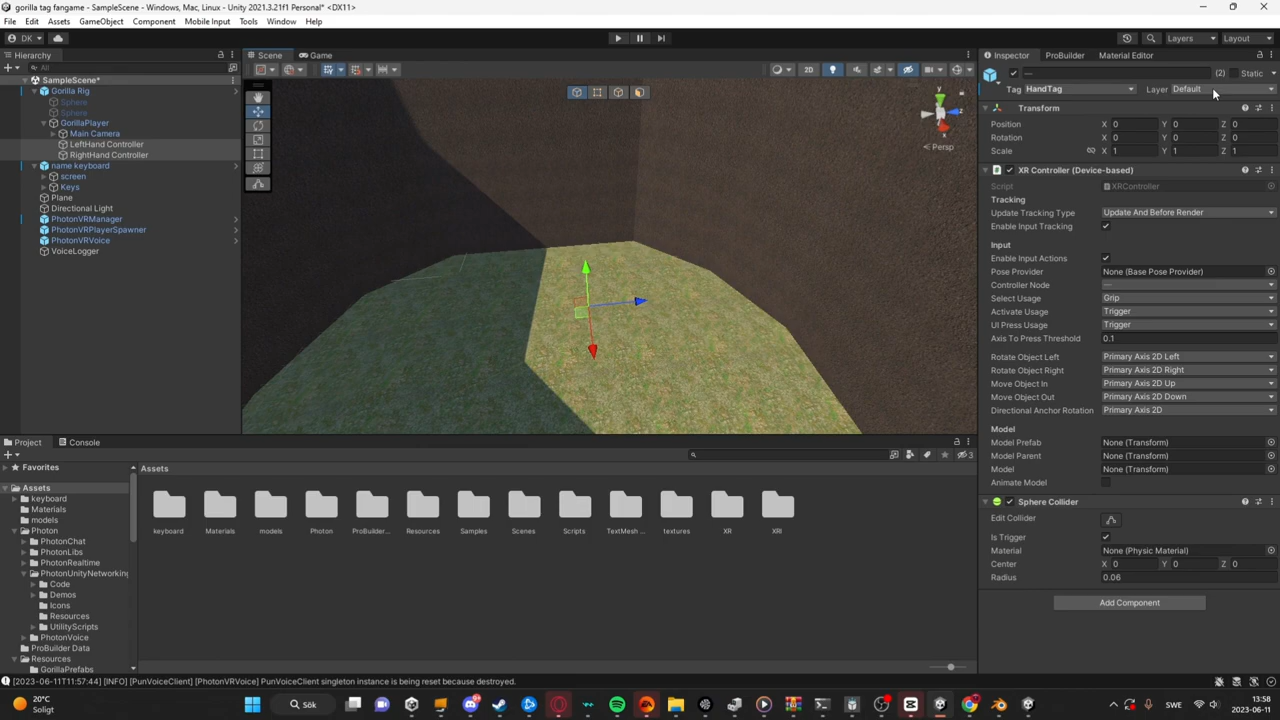 gorilla tag fangame - SampleScene - Windows, Mac, Linux - Unity 2021.3.21f1 Personal* <DX11>
File Edit Assets GameObject Component Mobile Input Tools Window Help
DK Layers Layout
Hierarchy
All
SampleScene*
Gorilla Rig
Sphere
Sphere
GorillaPlayer
Main Camera
LeftHand Controller
RightHand Controller
name keyboard
screen
Keys
Plane
Directional Light
PhotonVRManager
PhotonVRPlayerSpawner
PhotonVRVoice
VoiceLogger
Scene Game
2D
y
Persp
Inspector ProBuilder Material Editor
— (2) Static
Tag HandTag Layer Default
Transform
Position X 0 Y 0 Z 0
Rotation X 0 Y 0 Z 0
Scale X 1 Y 1 Z 1
XR Controller (Device-based)
Script XRController
Tracking
Update Tracking Type Update And Before Render
Enable Input Tracking
Input
Enable Input Actions
Pose Provider None (Base Pose Provider)
Controller Node —
Select Usage Grip
Activate Usage Trigger
UI Press Usage Trigger
Axis To Press Threshold 0.1
Rotate Object Left Primary Axis 2D Left
Rotate Object Right Primary Axis 2D Right
Move Object In Primary Axis 2D Up
Move Object Out Primary Axis 2D Down
Directional Anchor Rotation Primary Axis 2D
Model
Model Prefab None (Transform)
Model Parent None (Transform)
Model None (Transform)
Animate Model
Sphere Collider
Edit Collider
Is Trigger
Material None (Physic Material)
Center X 0 Y 0 Z 0
Radius 0.06
Add Component
Project Console
3
Favorites
Assets
keyboard
Materials
models
Photon
PhotonChat
PhotonLibs
PhotonRealtime
PhotonUnityNetworking
Code
Demos
Icons
Resources
UtilityScripts
PhotonVoice
ProBuilder Data
Resources
GorillaPrefabs
Assets
keyboard Materials models Photon ProBuilder... Resources Samples Scenes Scripts TextMesh ... textures XR XRI
[2023-06-11T11:57:44] [INFO] [PunVoiceClient] [PhotonVRVoice] PunVoiceClient singleton instance is being reset because destroyed.
20°C
Soligt
Sök
SWE
13:58
2023-06-11